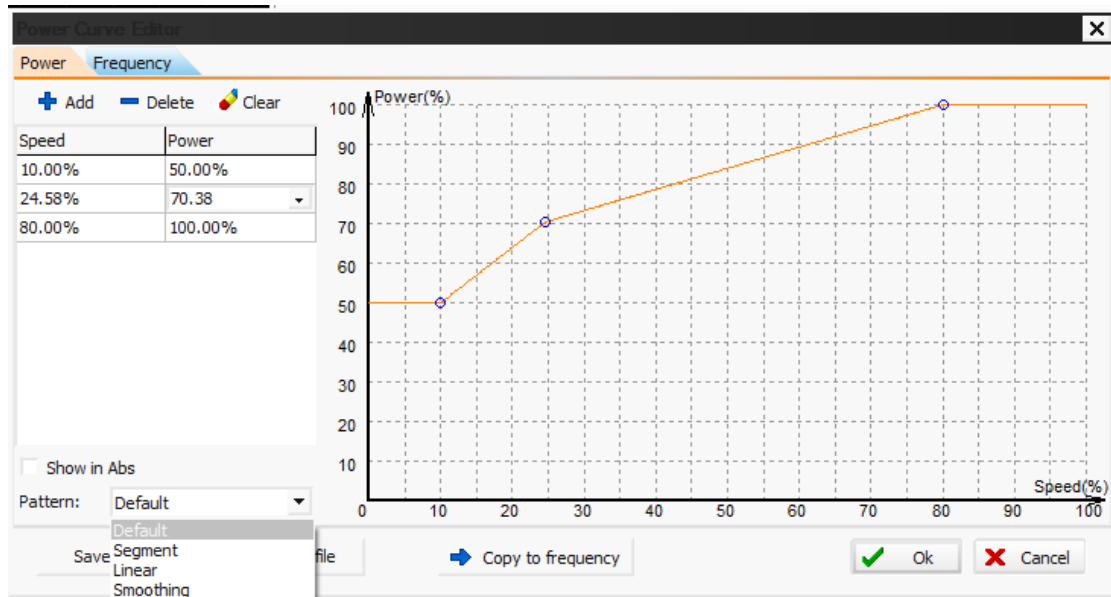 Power Curve Editor
Power Frequency
Add Delete Clear
Speed Power
10.00% 50.00%
24.58% 70.38
80.00% 100.00%
Show in Abs
Pattern: Default
Default
Segment
Linear
Smoothing
Power(%)
100
90
80
70
60
50
40
30
20
10
0 10 20 30 40 50 60 70 80 90 100
Speed(%)
Save file Copy to frequency Ok Cancel